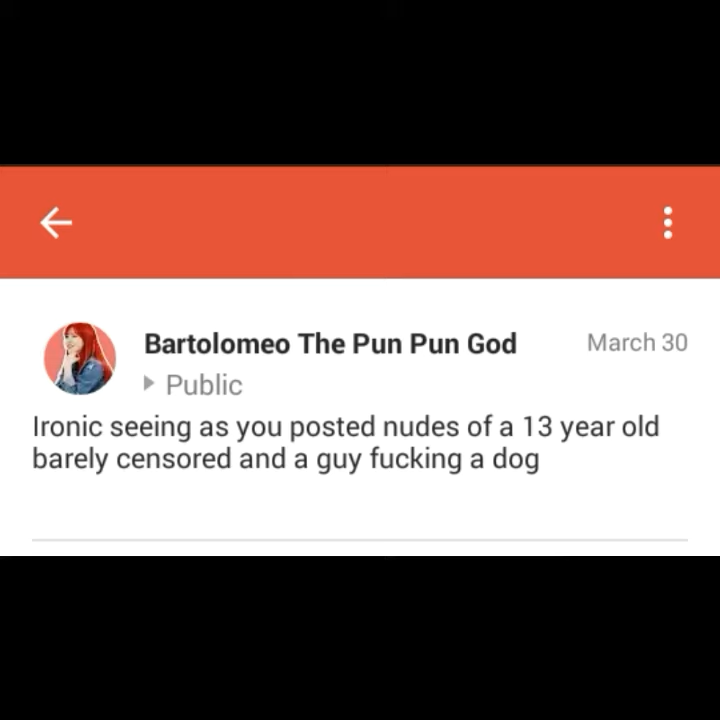 Bartolomeo The Pun Pun God
March 30
Public
Ironic seeing as you posted nudes of a 13 year old
barely censored and a guy fucking a dog